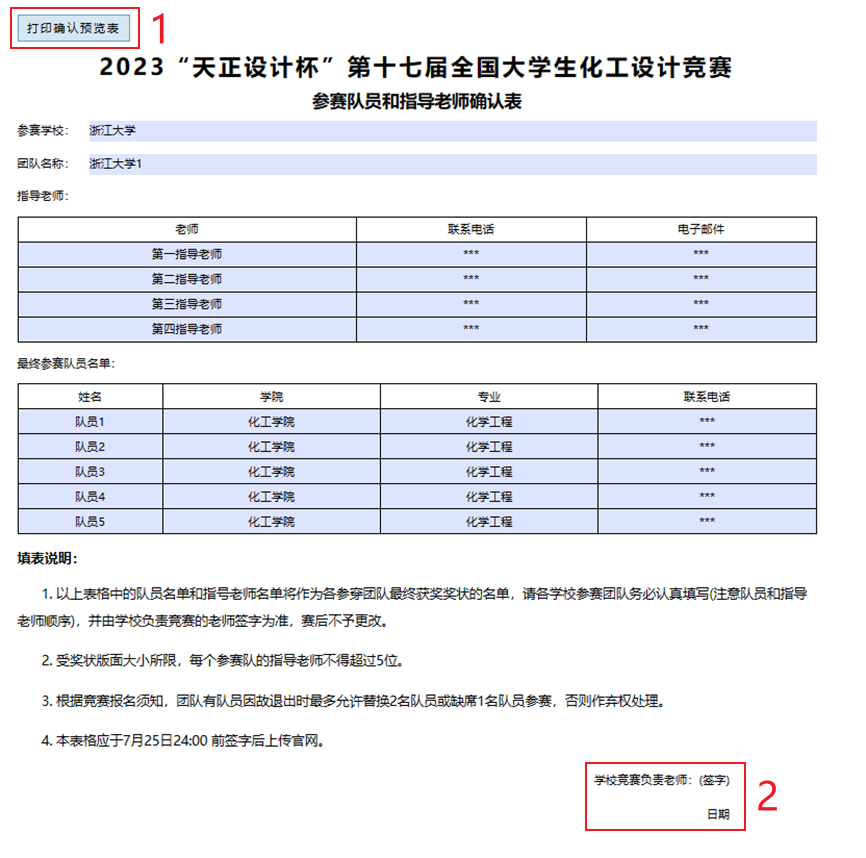 打印确认预览表 1
2023“天正设计杯”第十七届全国大学生化工设计竞赛
参赛队员和指导老师确认表
参赛学校： 浙江大学
团队名称： 浙江大学1
指导老师：
老师 联系电话 电子邮件
第一指导老师 *** ***
第二指导老师 *** ***
第三指导老师 *** ***
第四指导老师 *** ***
最终参赛队员名单：
姓名 学院 专业 联系电话
队员1 化工学院 化学工程 ***
队员2 化工学院 化学工程 ***
队员3 化工学院 化学工程 ***
队员4 化工学院 化学工程 ***
队员5 化工学院 化学工程 ***
填表说明：
1. 以上表格中的队员名单和指号老师名单将作为各参穿团队最终获奖奖状的名单，请各学校参赛团队务必认真填写(注意队员和指导
老师顺序)，并由学校负责竞赛的老师签字为准，赛后不予更改。
2. 受奖状版面大小所限，每个参赛队的指导老师不得超过5位。
3. 根据竞赛报名须知，团队有队员因故退出时最多允许替换2名队员或缺席1名队员参赛，否则作弃权处理。
4. 本表格应于7月25日24:00 前签字后上传官网。
学校竞赛负责老师：(签字)
2
日期